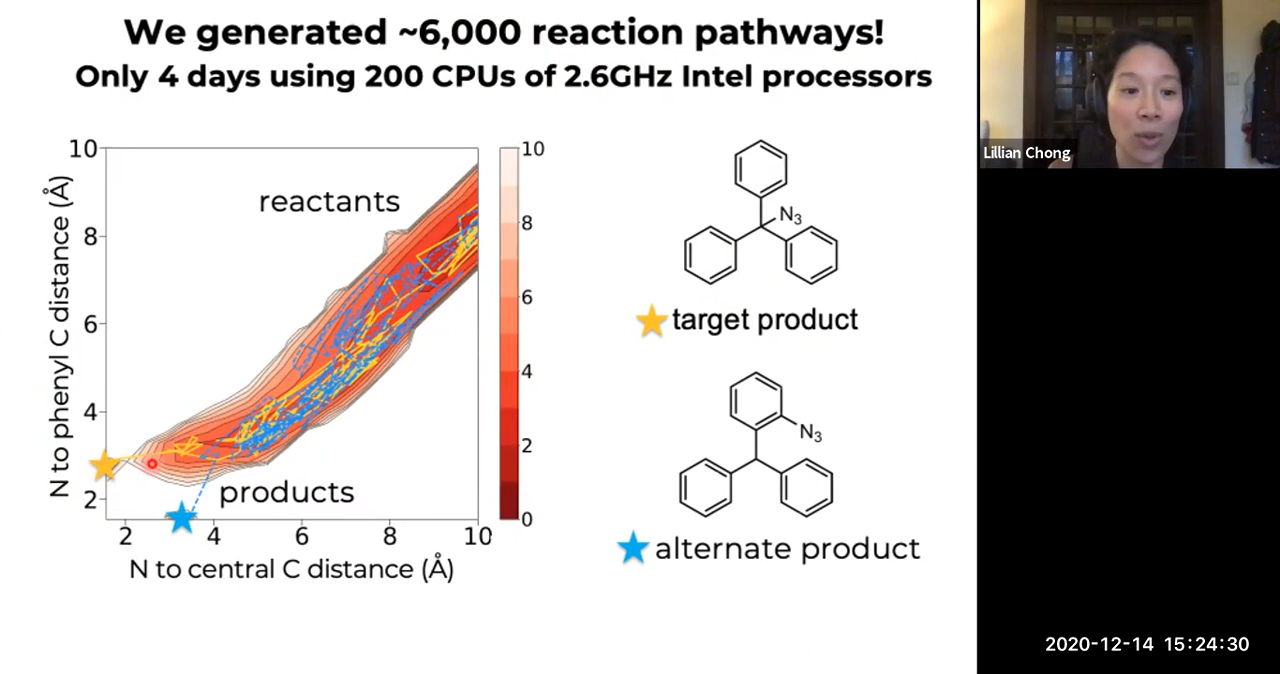 We generated ~6,000 reaction pathways!
Only 4 days using 200 CPUs of 2.6GHz Intel processors
Lillian Chong
10
8
6
4
2
N to phenyl C distance (Å)
reactants
products
2
4
6
8
10
N to central C distance (Å)
10
8
6
4
2
0
N3
target product
N3
alternate product
2020-12-14 15:24:30